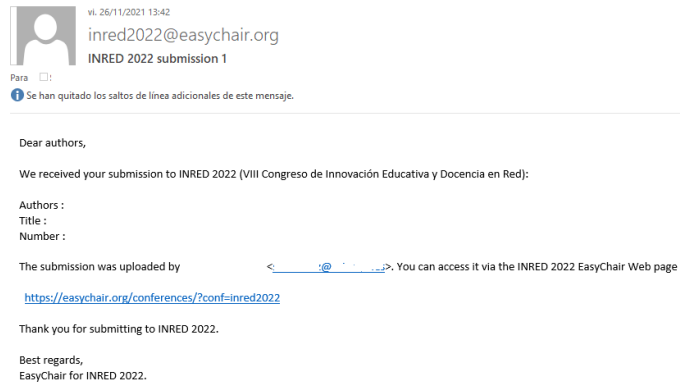 vi. 26/11/2021 13:42
inred2022@easychair.org
INRED 2022 submission 1
Para
Se han quitado los saltos de línea adicionales de este mensaje.
Dear authors,
We received your submission to INRED 2022 (VIII Congreso de Innovación Educativa y Docencia en Red):
Authors :
Title :
Number :
The submission was uploaded by < @ >. You can access it via the INRED 2022 EasyChair Web page
https://easychair.org/conferences/?conf=inred2022
Thank you for submitting to INRED 2022.
Best regards,
EasyChair for INRED 2022.